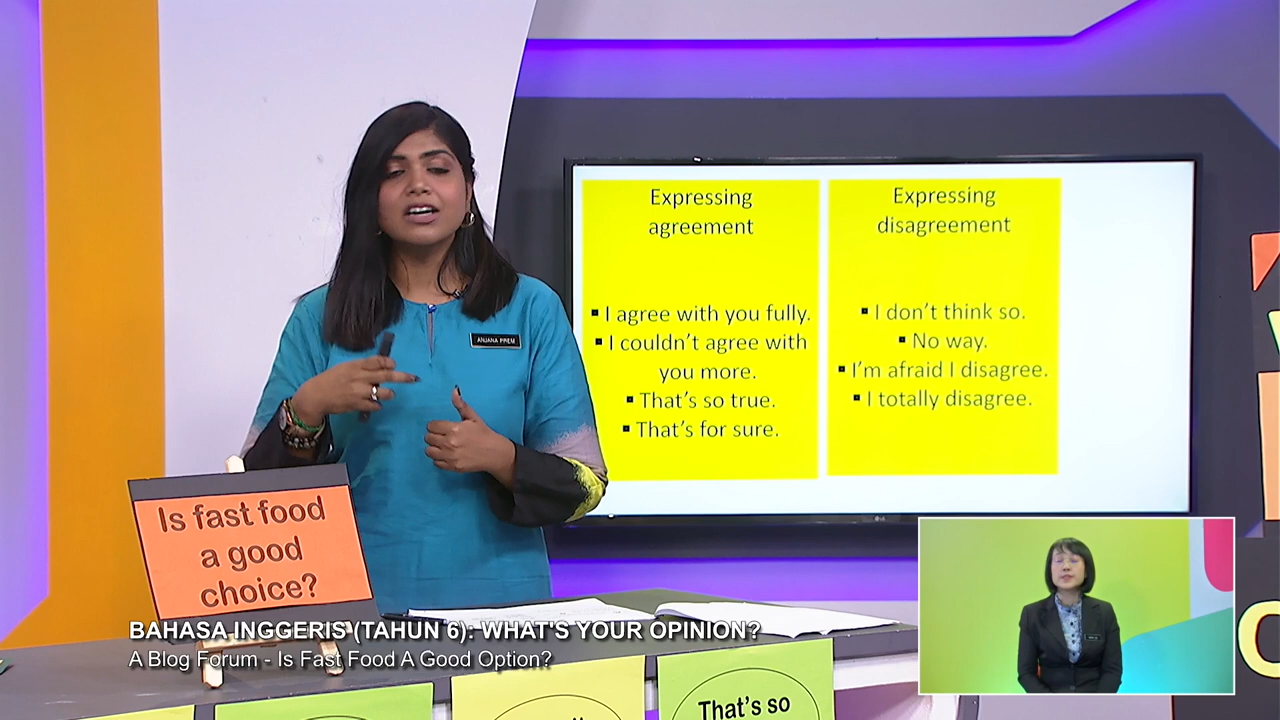 Expressing
agreement
▪ I agree with you fully.
▪ I couldn't agree with
you more.
▪ That's so true.
▪ That's for sure.
Expressing
disagreement
▪ I don't think so.
▪ No way.
▪ I'm afraid I disagree.
▪ I totally disagree.
ANJANA PREM
Is fast food
a good
choice?
BAHASA INGGERIS (TAHUN 6): WHAT'S YOUR OPINION?
A Blog Forum - Is Fast Food A Good Option?
That's so
LG